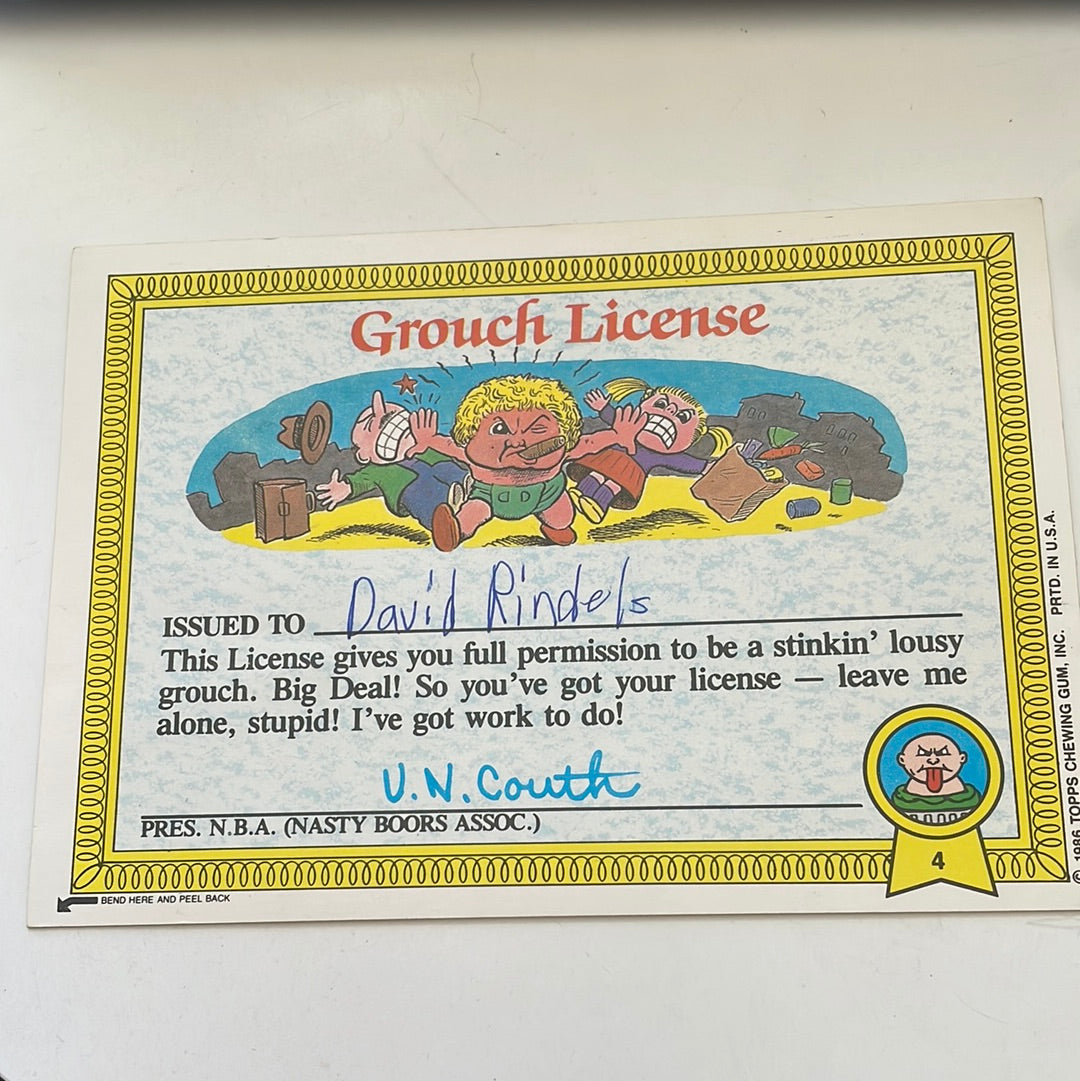 Grouch License
ISSUED TO David Rindels
This License gives you full permission to be a stinkin’ lousy
grouch. Big Deal! So you’ve got your license — leave me
alone, stupid! I’ve got work to do!
U.N. Couth
PRES. N.B.A. (NASTY BOORS ASSOC.)
4
BEND HERE AND PEEL BACK
© 1986 TOPPS CHEWING GUM, INC. PRTD. IN U.S.A.